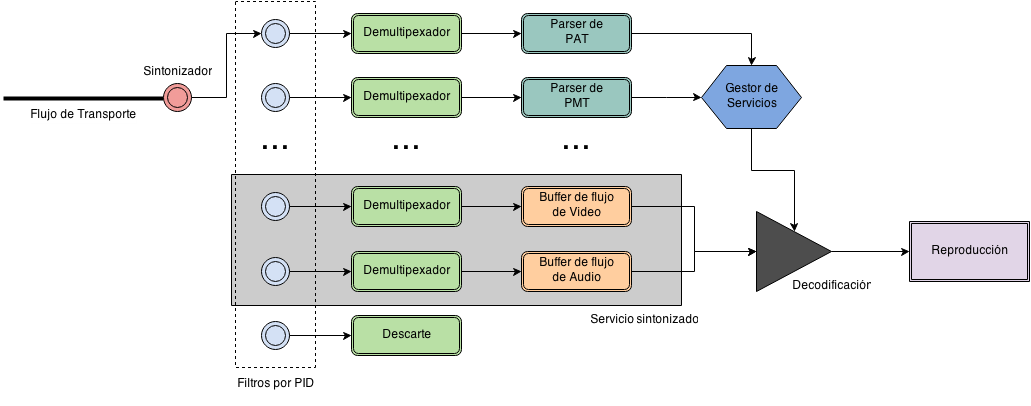 Demultipexador
Parser de
PAT
Sintonizador
Flujo de Transporte
Demultipexador
Parser de
PMT
Gestor de
Servicios
...
...
...
Demultipexador
Buffer de flujo
de Video
Demultipexador
Buffer de flujo
de Audio
Reproducción
Decodificación
Servicio sintonizado
Descarte
Filtros por PID